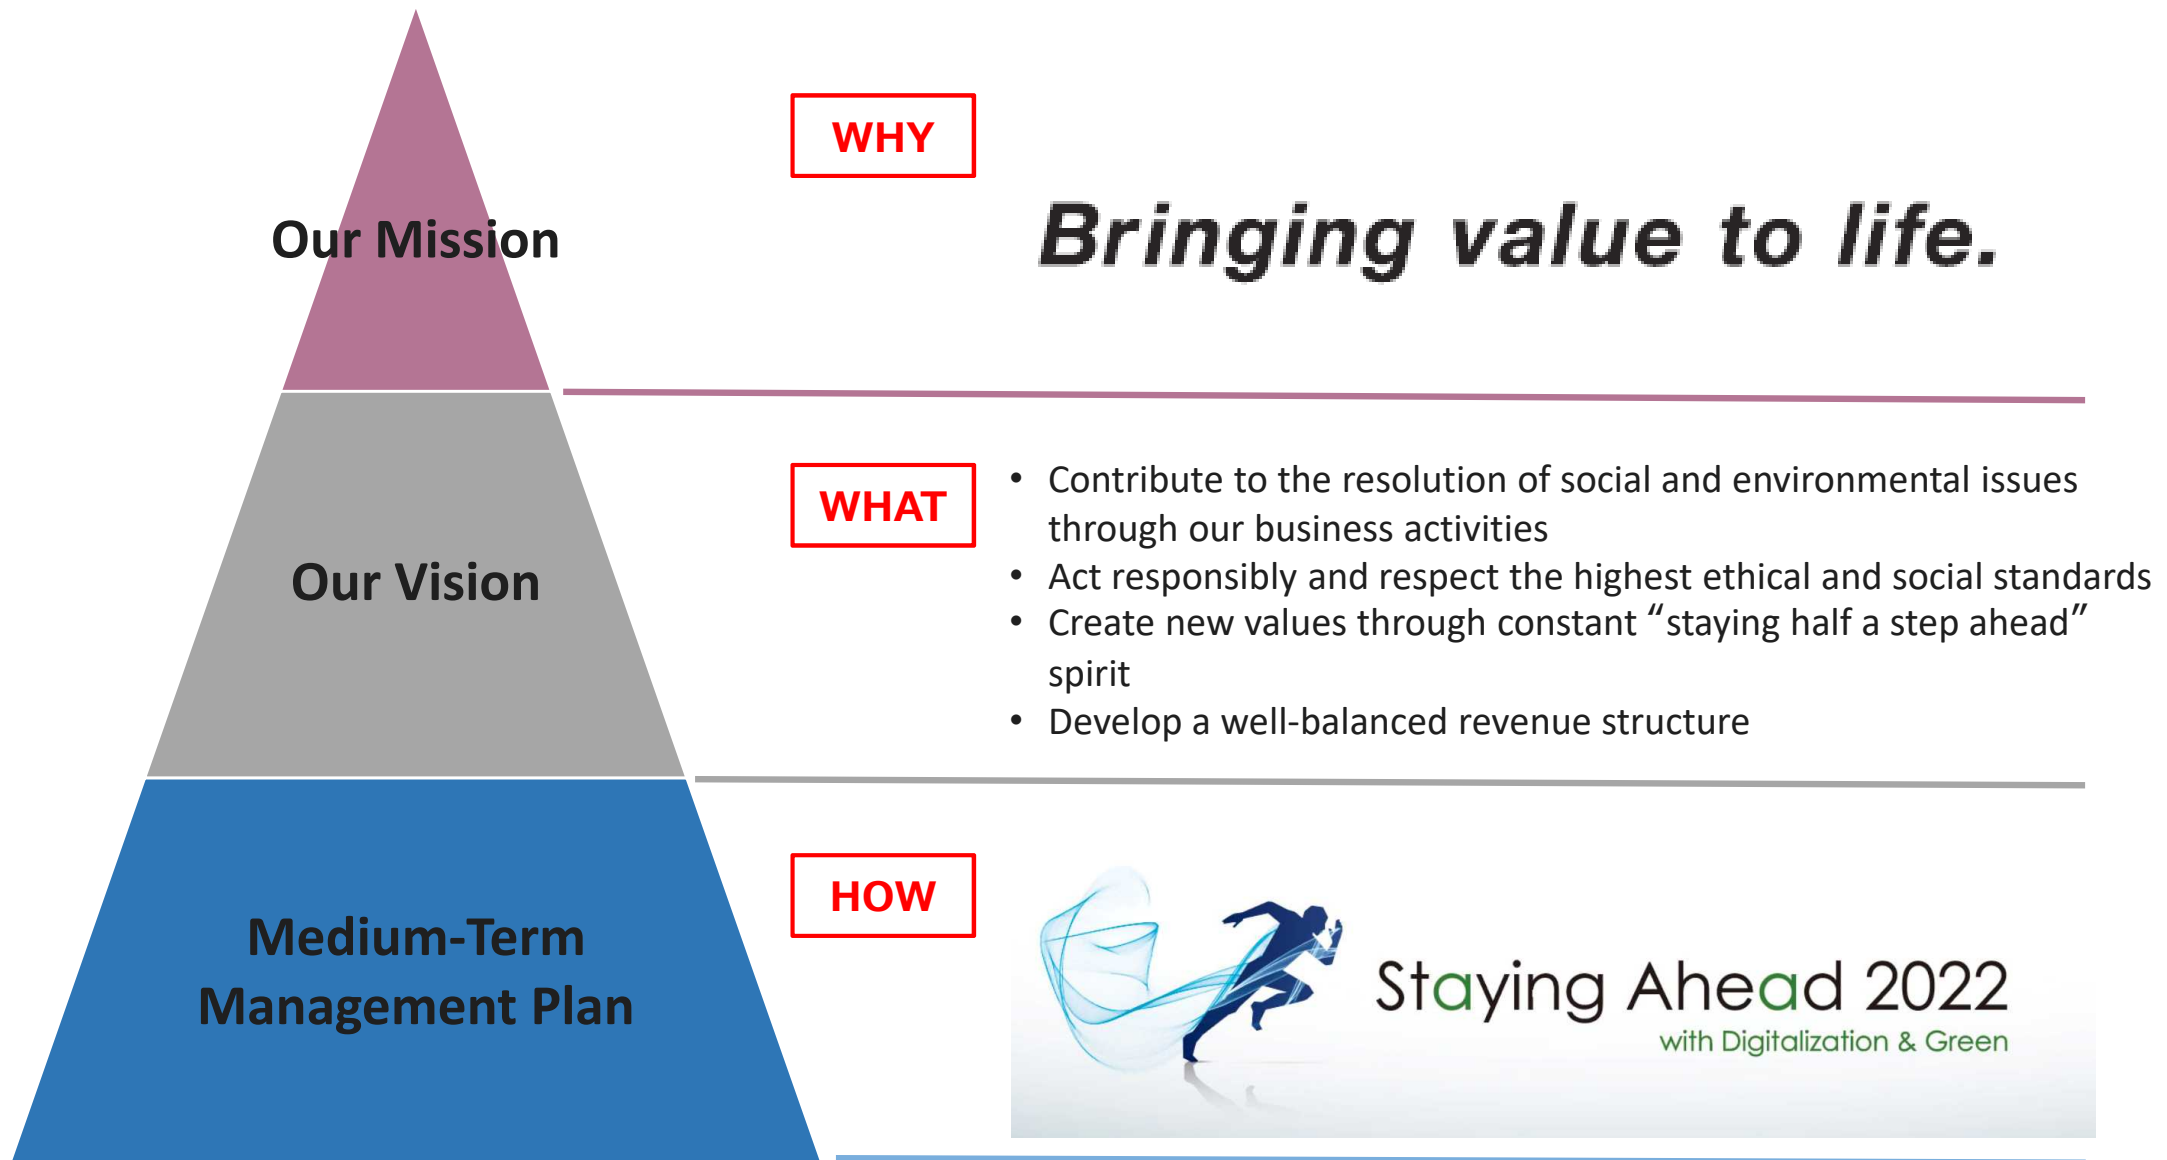 WHY
Our Mission
Bringing value to life.
WHAT
• Contribute to the resolution of social and environmental issues
through our business activities
• Act responsibly and respect the highest ethical and social standards
• Create new values through constant “staying half a step ahead”
spirit
• Develop a well-balanced revenue structure
Our Vision
HOW
Medium-Term
Management Plan
Staying Ahead 2022
with Digitalization & Green